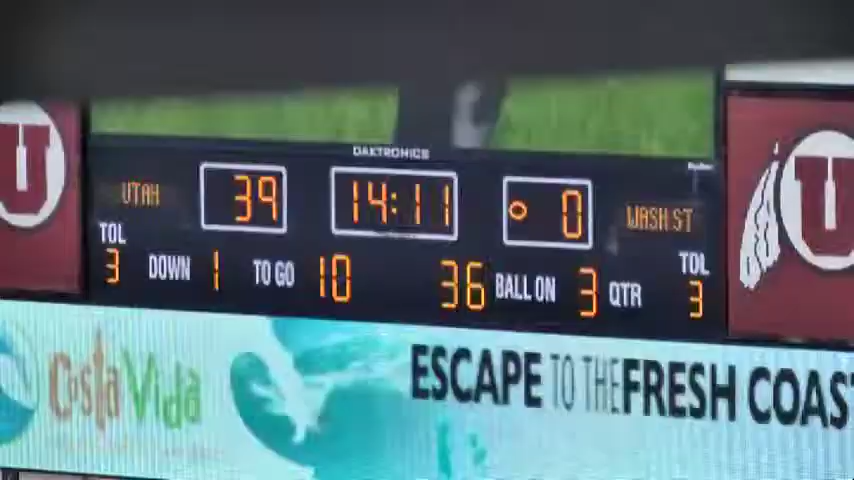 DAKTRONICS
UTAH 39 14:11 0 WASH ST
TOL TOL
3 DOWN 1 TO GO 10 36 BALL ON 3 QTR 3
U U
Costa Vida ESCAPE TO THE FRESH COAS